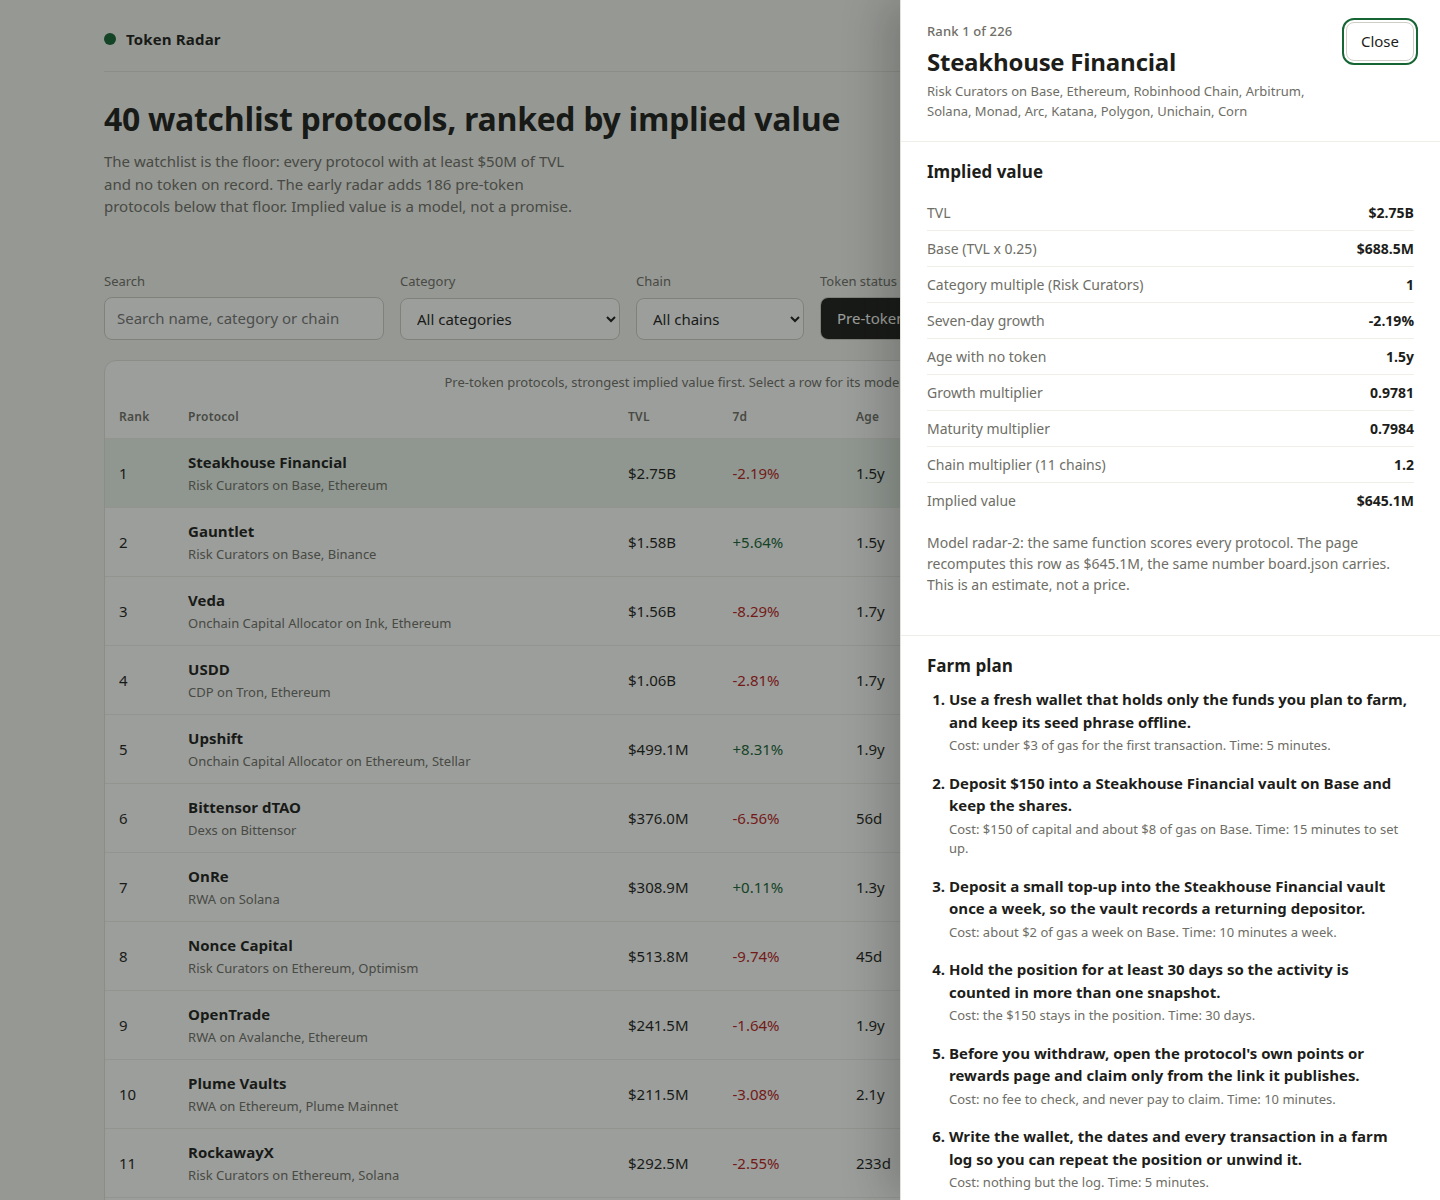 Token Radar
40 watchlist protocols, ranked by implied value
The watchlist is the floor: every protocol with at least $50M of TVL
and no token on record. The early radar adds 186 pre-token
protocols below that floor. Implied value is a model, not a promise.
Search
Category
Chain
Token status
Search name, category or chain
All categories
All chains
Pre-token
Pre-token protocols, strongest implied value first. Select a row for its mode
Rank Protocol TVL 7d Age
1 Steakhouse Financial $2.75B -2.19% 1.5y
Risk Curators on Base, Ethereum
2 Gauntlet $1.58B +5.64% 1.5y
Risk Curators on Base, Binance
3 Veda $1.56B -8.29% 1.7y
Onchain Capital Allocator on Ink, Ethereum
4 USDD $1.06B -2.81% 1.7y
CDP on Tron, Ethereum
5 Upshift $499.1M +8.31% 1.9y
Onchain Capital Allocator on Ethereum, Stellar
6 Bittensor dTAO $376.0M -6.56% 56d
Dexs on Bittensor
7 OnRe $308.9M +0.11% 1.3y
RWA on Solana
8 Nonce Capital $513.8M -9.74% 45d
Risk Curators on Ethereum, Optimism
9 OpenTrade $241.5M -1.64% 1.9y
RWA on Avalanche, Ethereum
10 Plume Vaults $211.5M -3.08% 2.1y
RWA on Ethereum, Plume Mainnet
11 RockawayX $292.5M -2.55% 233d
Risk Curators on Ethereum, Solana
Rank 1 of 226
Close
Steakhouse Financial
Risk Curators on Base, Ethereum, Robinhood Chain, Arbitrum,
Solana, Monad, Arc, Katana, Polygon, Unichain, Corn
Implied value
TVL $2.75B
Base (TVL x 0.25) $688.5M
Category multiple (Risk Curators) 1
Seven-day growth -2.19%
Age with no token 1.5y
Growth multiplier 0.9781
Maturity multiplier 0.7984
Chain multiplier (11 chains) 1.2
Implied value $645.1M
Model radar-2: the same function scores every protocol. The page
recomputes this row as $645.1M, the same number board.json carries.
This is an estimate, not a price.
Farm plan
1. Use a fresh wallet that holds only the funds you plan to farm,
and keep its seed phrase offline.
Cost: under $3 of gas for the first transaction. Time: 5 minutes.
2. Deposit $150 into a Steakhouse Financial vault on Base and
keep the shares.
Cost: $150 of capital and about $8 of gas on Base. Time: 15 minutes to set
up.
3. Deposit a small top-up into the Steakhouse Financial vault
once a week, so the vault records a returning depositor.
Cost: about $2 of gas a week on Base. Time: 10 minutes a week.
4. Hold the position for at least 30 days so the activity is
counted in more than one snapshot.
Cost: the $150 stays in the position. Time: 30 days.
5. Before you withdraw, open the protocol's own points or
rewards page and claim only from the link it publishes.
Cost: no fee to check, and never pay to claim. Time: 10 minutes.
6. Write the wallet, the dates and every transaction in a farm
log so you can repeat the position or unwind it.
Cost: nothing but the log. Time: 5 minutes.